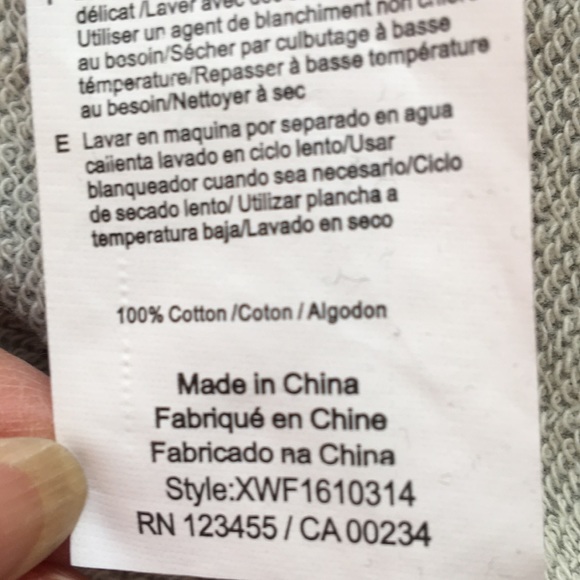 délicat /Laver avec
Utiliser un agent de blanchiment non
au bosoin/Sécher par culbutage à basse
témpérature/Repasser à basse température
au besoin/Nettoyer à sec
E Lavar en maquina por separado en agua
caiienta lavado en ciclo lento/Usar
blanqueador cuando sea necesario/Ciclo
de secado lento/ Utilizar plancha a
temperatura baja/Lavado en seco
100% Cotton /Coton / Algodon
Made in China
Fabriqué en Chine
Fabricado na China
Style:XWF1610314
RN 123455 / CA 00234